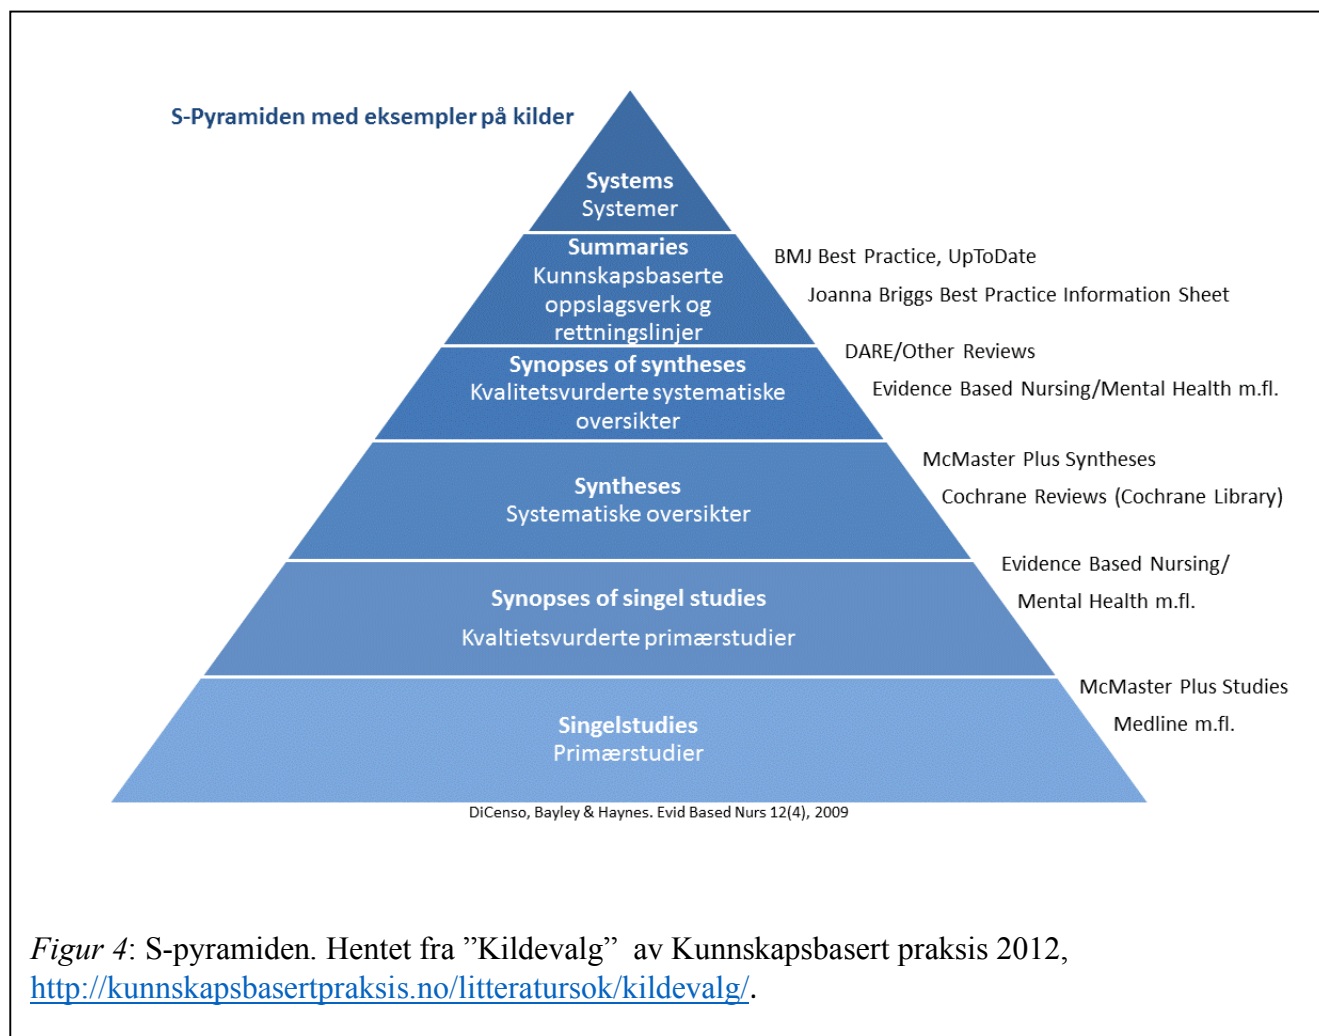 S-Pyramiden med eksempler på kilder
Systems
Systemer
Summaries
Kunnskapsbaserte
oppslagsverk og
rettningslinjer
BMJ Best Practice, UpToDate
Joanna Briggs Best Practice Information Sheet
Synopses of syntheses
Kvalitetsvurderte systematiske
oversikter
DARE/Other Reviews
Evidence Based Nursing/Mental Health m.fl.
Syntheses
Systematiske oversikter
McMaster Plus Syntheses
Cochrane Reviews (Cochrane Library)
Synopses of singel studies
Kvaltietsvurderte primærstudier
Evidence Based Nursing/
Mental Health m.fl.
Singelstudies
Primærstudier
McMaster Plus Studies
Medline m.fl.
DiCenso, Bayley & Haynes. Evid Based Nurs 12(4), 2009
Figur 4: S-pyramiden. Hentet fra ”Kildevalg” av Kunnskapsbasert praksis 2012,
http://kunnskapsbasertpraksis.no/litteratursok/kildevalg/.